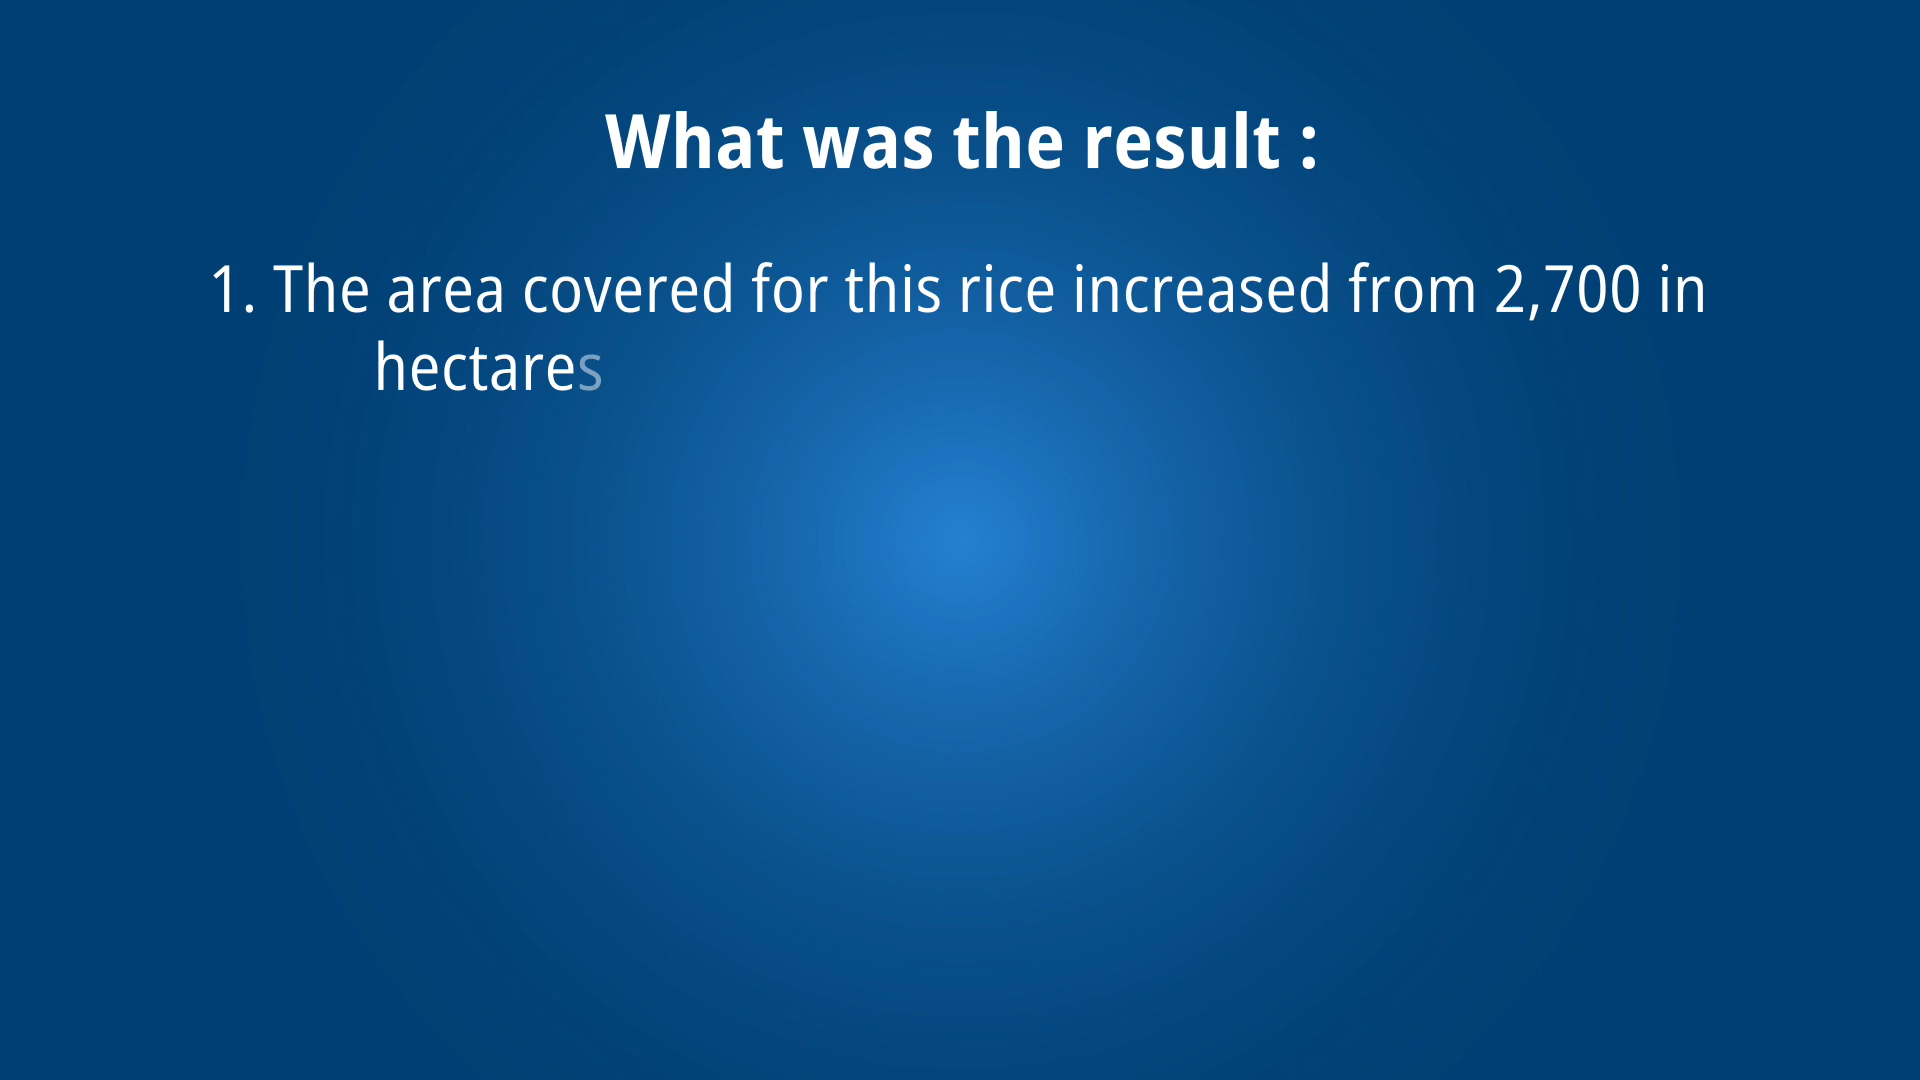 What was the result :
1. The area covered for this rice increased from 2,700 in
hectares